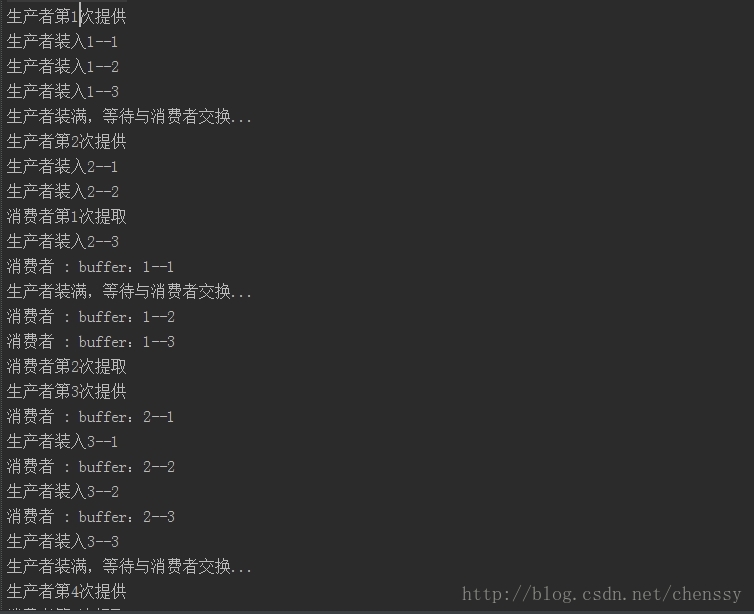 生产者第1次提供
生产者装入1--1
生产者装入1--2
生产者装入1--3
生产者装满，等待与消费者交换...
生产者第2次提供
生产者装入2--1
生产者装入2--2
消费者第1次提取
生产者装入2--3
消费者 : buffer：1--1
生产者装满，等待与消费者交换...
消费者 : buffer：1--2
消费者 : buffer：1--3
消费者第2次提取
生产者第3次提供
消费者 : buffer：2--1
生产者装入3--1
消费者 : buffer：2--2
生产者装入3--2
消费者 : buffer：2--3
生产者装入3--3
生产者装满，等待与消费者交换...
生产者第4次提供
http://blog.csdn.net/chenssy